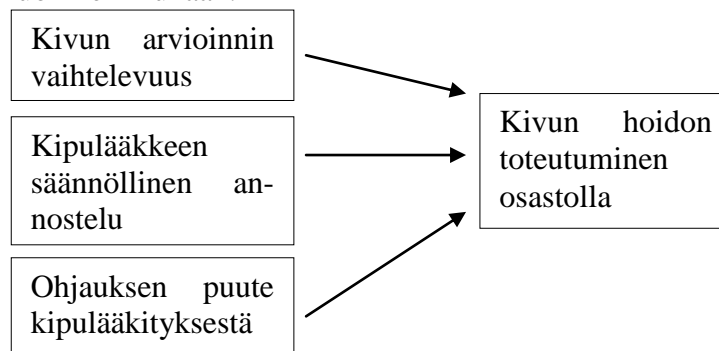 Kivun arvioinnin
vaihtelevuus
Kipulääkkeen
säännöllinen an-
nostelu
Ohjauksen puute
kipulääkityksestä
Kivun hoidon
toteutuminen
osastolla